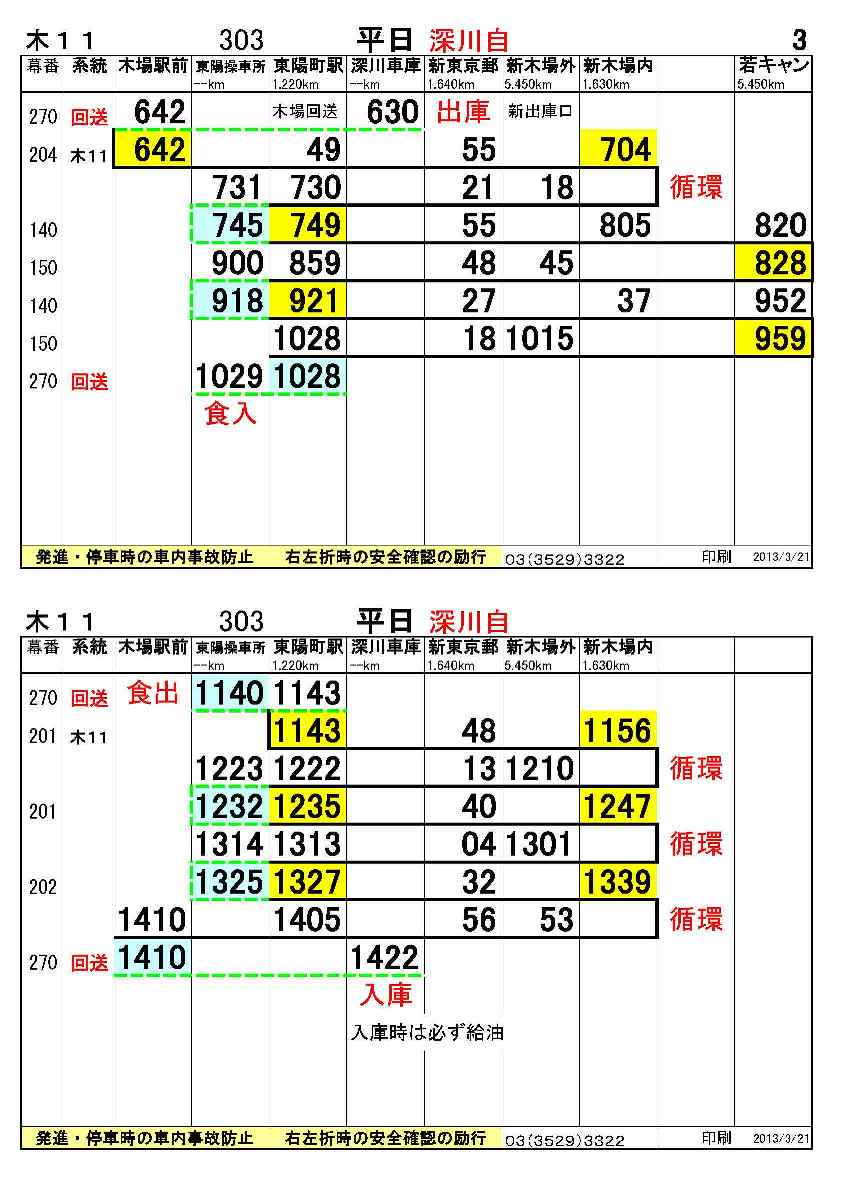 木11 303 平日 深川自 3
幕番 系統 木場駅前 東陽操車所 東陽町駅 深川車庫 新東京郵 新木場外 新木場内 若キャン
--km 1.220km --km 1.640km 5.450km 1.630km 5.450km
270 回送 642 木場回送 630 出庫 新出庫口
204 木11 642 49 55 704
731 730 21 18 循環
140 745 749 55 805 820
150 900 859 48 45 828
140 918 921 27 37 952
150 1028 18 1015 959
270 回送 1029 1028
食入
発進・停車時の車内事故防止 右左折時の安全確認の励行 03(3529)3322 印刷 2013/3/21
木11 303 平日 深川自
幕番 系統 木場駅前 東陽操車所 東陽町駅 深川車庫 新東京郵 新木場外 新木場内
--km 1.220km --km 1.640km 5.450km 1.630km
270 回送 食出 1140 1143
201 木11 1143 48 1156
1223 1222 13 1210 循環
201 1232 1235 40 1247
1314 1313 04 1301 循環
202 1325 1327 32 1339
1410 1405 56 53 循環
270 回送 1410 1422
入庫
入庫時は必ず給油
発進・停車時の車内事故防止 右左折時の安全確認の励行 03(3529)3322 印刷 2013/3/21